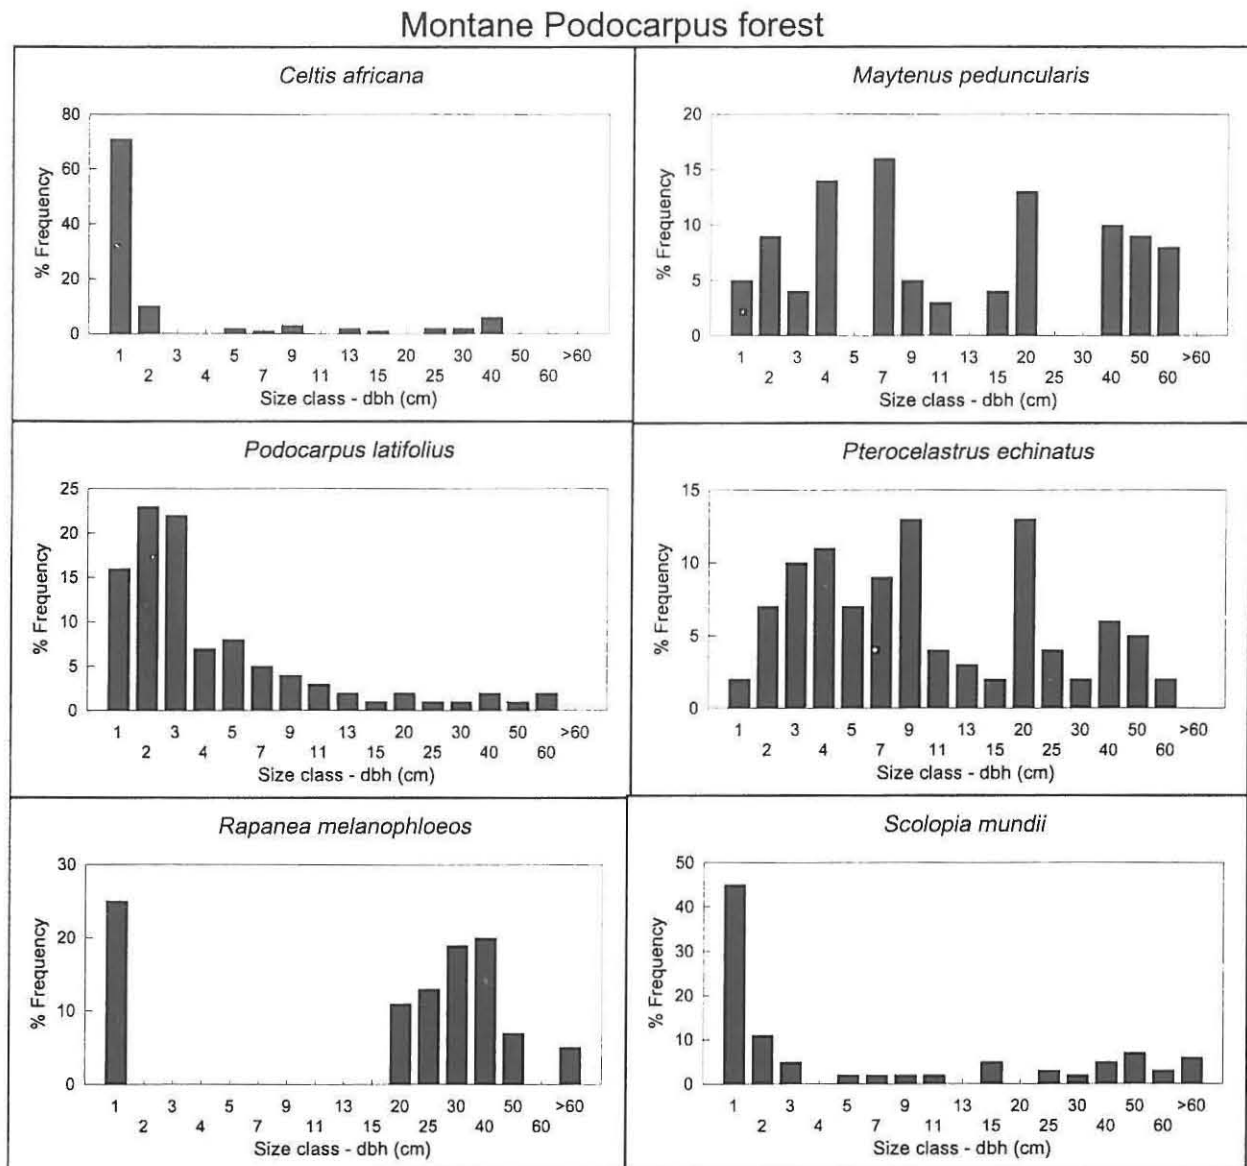 Montane Podocarpus forest
Celtis africana
80
60
40
20
0
% Frequency
1 3 5 9 13 20 30 50 >60
2 4 7 11 15 25 40 60
Size class - dbh (cm)
Maytenus peduncularis
20
15
10
5
0
% Frequency
1 3 5 9 13 20 30 50 >60
2 4 7 11 15 25 40 60
Size class - dbh (cm)
Podocarpus latifolius
25
20
15
10
5
0
% Frequency
1 3 5 9 13 20 30 50 >60
2 4 7 11 15 25 40 60
Size class - dbh (cm)
Pterocelastrus echinatus
15
10
5
0
% Frequency
1 3 5 9 13 20 30 50 >60
2 4 7 11 15 25 40 60
Size class - dbh (cm)
Rapanea melanophloeos
30
20
10
0
% Frequency
1 3 5 9 13 20 30 50 >60
2 4 7 11 15 25 40 60
Size class - dbh (cm)
Scolopia mundii
50
40
30
20
10
0
% Frequency
1 3 5 9 13 20 30 50 >60
2 4 7 11 15 25 40 60
Size class - dbh (cm)